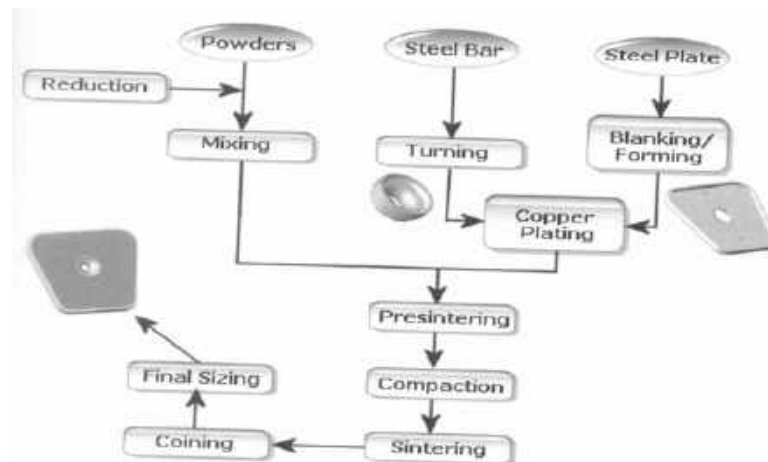 Powders
Steel Bar
Steel Plate
Reduction
Mixing
Turning
Blanking/
Forming
Copper
Plating
Presintering
Final Sizing
Compaction
Coining
Sintering